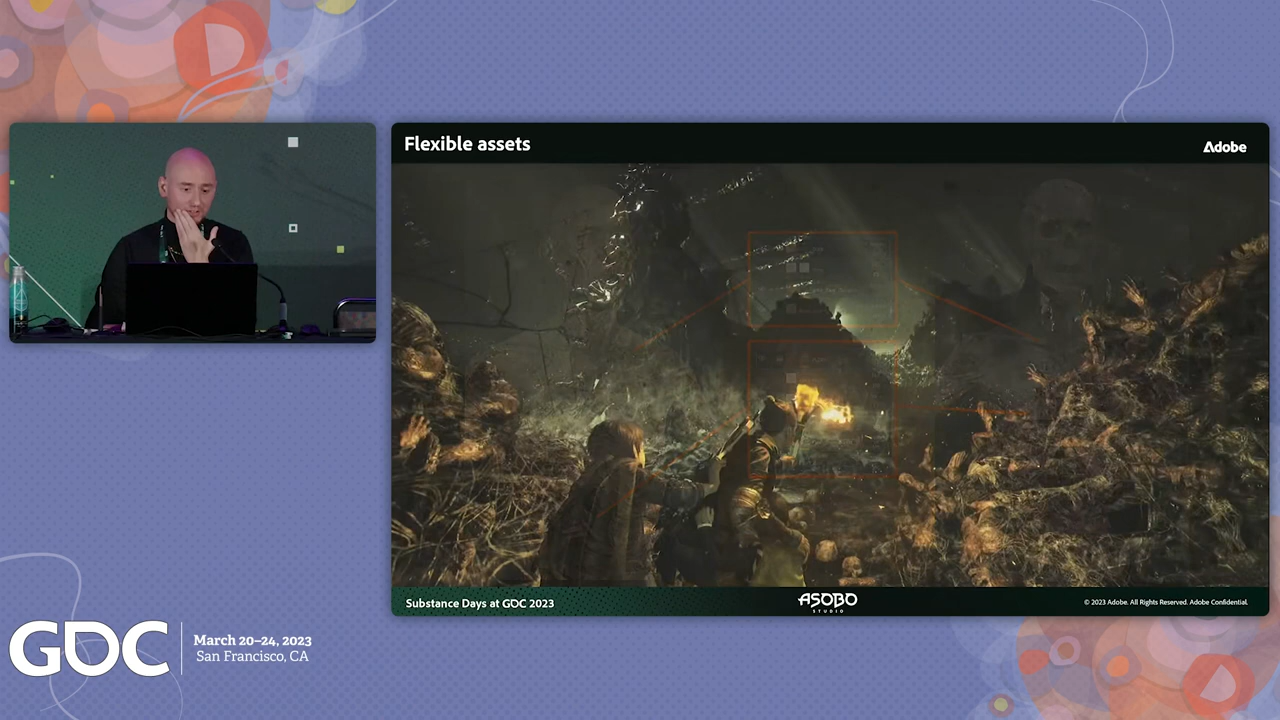 Flexible assets
Adobe
Substance Days at GDC 2023
ASOBO
STUDIO
© 2023 Adobe. All Rights Reserved. Adobe Confidential.
GDC
March 20–24, 2023
San Francisco, CA